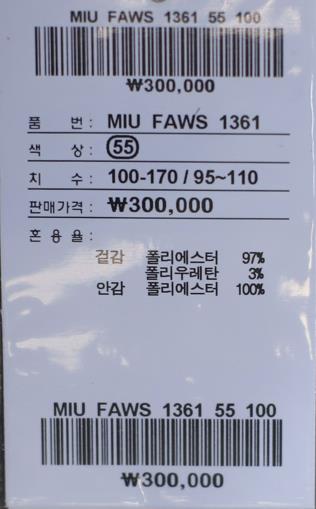 MIU FAWS 1361 55 100
₩300,000
품 번 : MIU FAWS 1361
색 상 : 55
치 수 : 100-170 / 95~110
판매가격 : ₩300,000
혼 용 율 :
겉감 폴리에스터 97%
폴리우레탄 3%
안감 폴리에스터 100%
MIU FAWS 1361 55 100
₩300,000